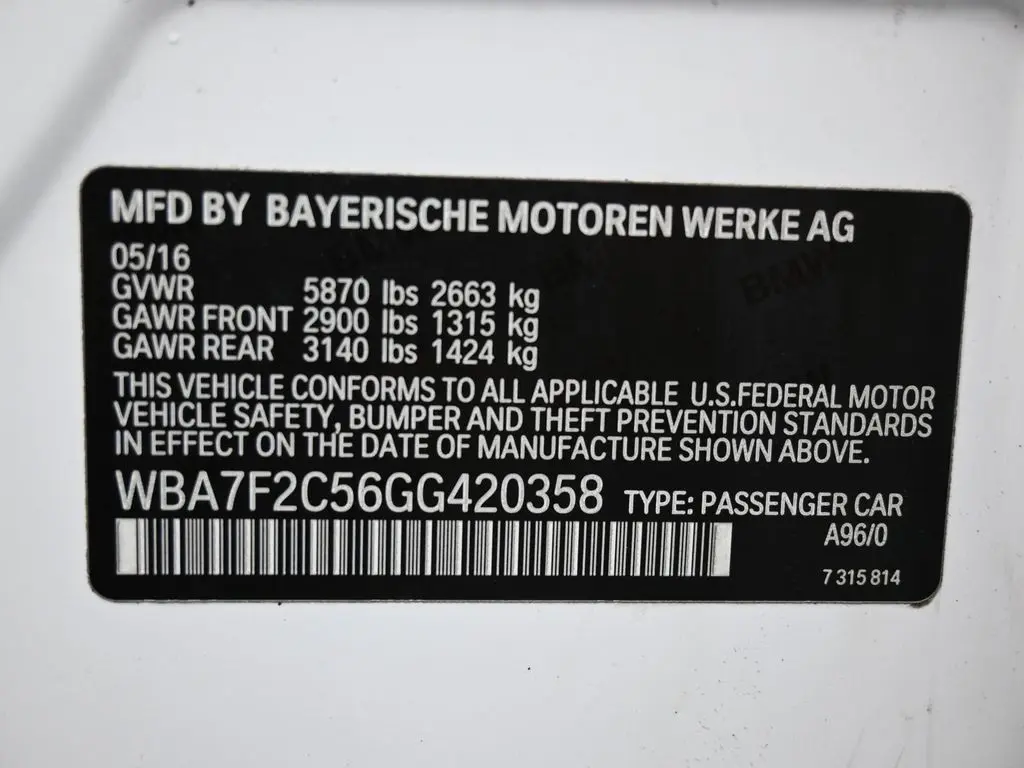 MFD BY BAYERISCHE MOTOREN WERKE AG
05/16
GVWR 5870 lbs 2663 kg
GAWR FRONT 2900 lbs 1315 kg
GAWR REAR 3140 lbs 1424 kg
THIS VEHICLE CONFORMS TO ALL APPLICABLE U.S.FEDERAL MOTOR
VEHICLE SAFETY, BUMPER AND THEFT PREVENTION STANDARDS
IN EFFECT ON THE DATE OF MANUFACTURE SHOWN ABOVE.
WBA7F2C56GG420358 TYPE: PASSENGER CAR
A96/0
7 315 814
BMW